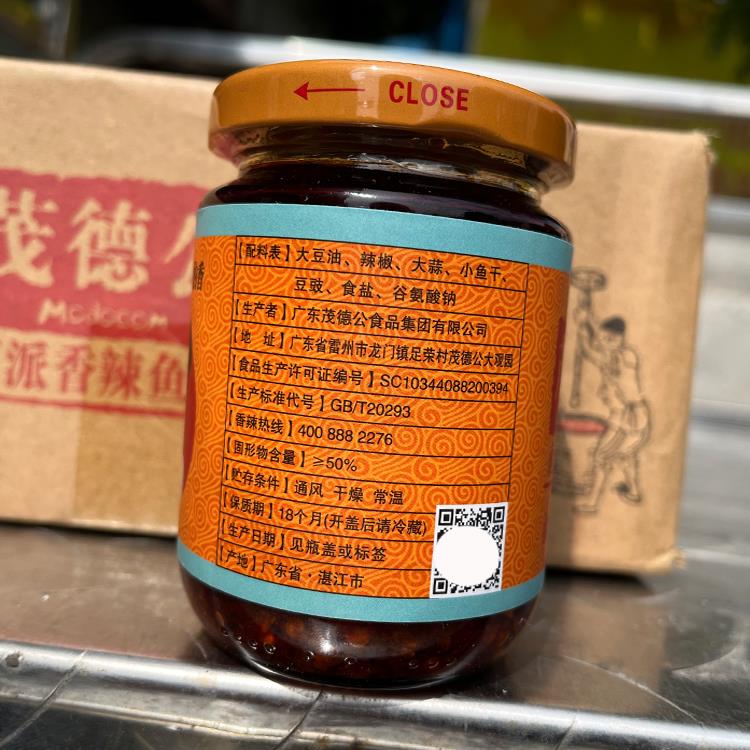 CLOSE
茂德公
Modocom
派香辣鱼
香
【配料表】大豆油、辣椒、大蒜、小鱼干、
豆豉、食盐、谷氨酸钠
【生产者】广东茂德公食品集团有限公司
【地 址】广东省雷州市龙门镇足荣村茂德公大观园
【食品生产许可证编号】SC10344088200394
【生产标准代号】GB/T20293
【香辣热线】400 888 2276
【固形物含量】≥50%
【贮存条件】通风 干燥 常温
【保质期】18个月(开盖后请冷藏)
【生产日期】见瓶盖或标签
【产地】广东省·湛江市